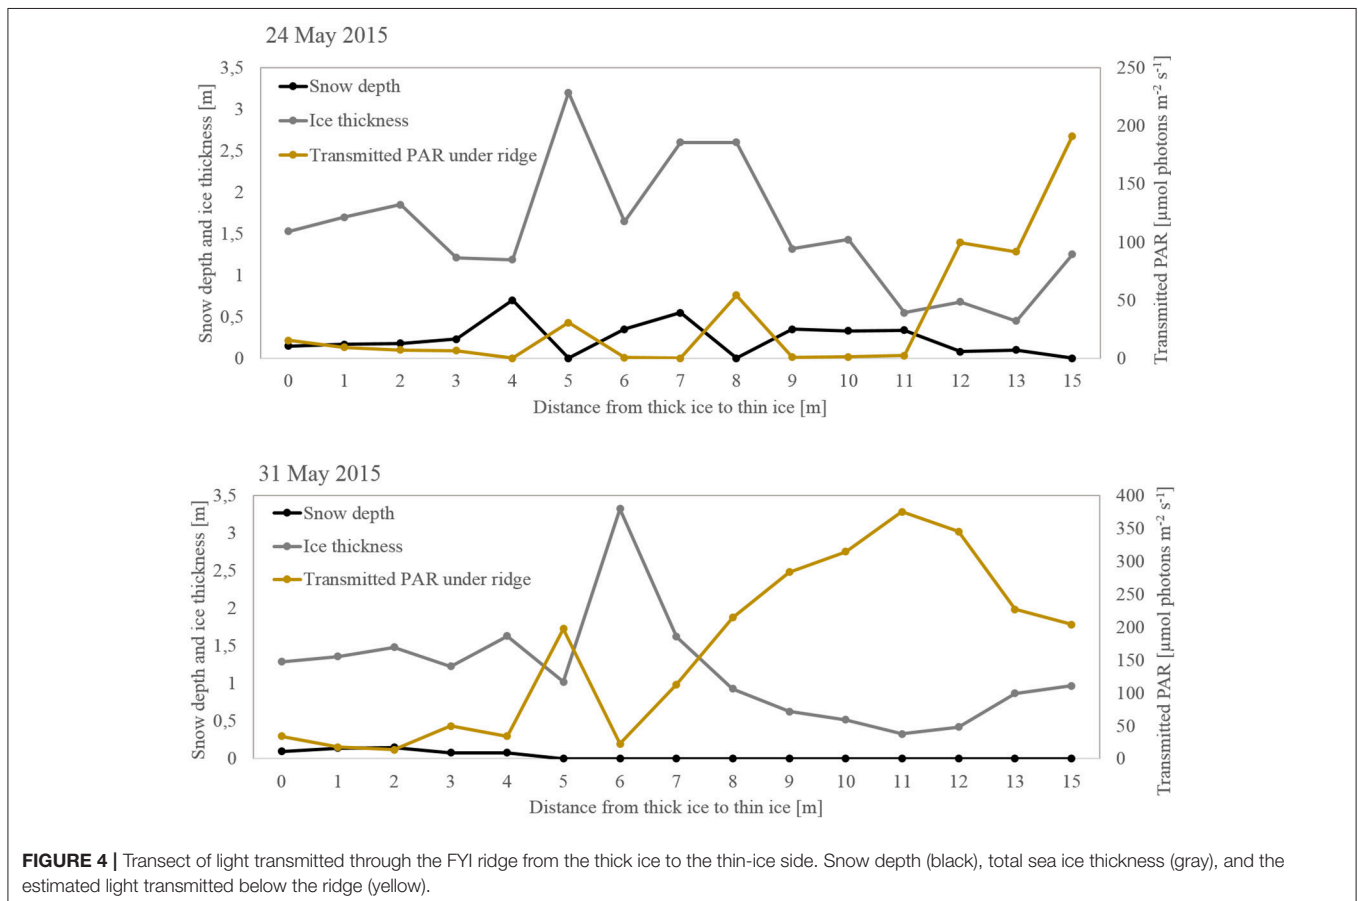 24 May 2015
Snow depth and ice thickness [m]
3,5
3
2,5
2
1,5
1
0,5
0
Snow depth
Ice thickness
Transmitted PAR under ridge
250
200
150
100
50
0
Transmitted PAR [µmol photons m⁻² s⁻¹]
0 1 2 3 4 5 6 7 8 9 10 11 12 13 15
Distance from thick ice to thin ice [m]
31 May 2015
Snow depth and ice thickness [m]
3,5
3
2,5
2
1,5
1
0,5
0
Snow depth
Ice thickness
Transmitted PAR under ridge
400
350
300
250
200
150
100
50
0
Transmitted PAR [µmol photons m⁻² s⁻¹]
0 1 2 3 4 5 6 7 8 9 10 11 12 13 15
Distance from thick ice to thin ice [m]
FIGURE 4 | Transect of light transmitted through the FYI ridge from the thick ice to the thin-ice side. Snow depth (black), total sea ice thickness (gray), and the
estimated light transmitted below the ridge (yellow).